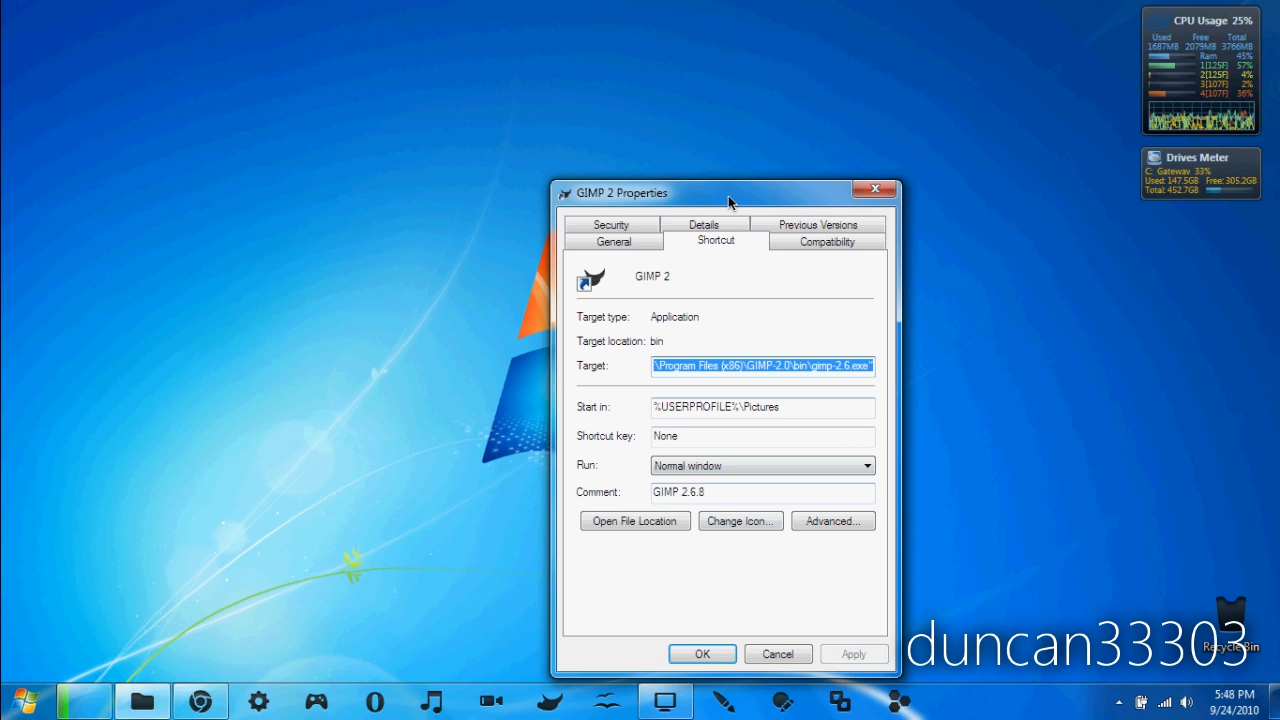 CPU Usage 25%
Used Free Total
1687MB 2079MB 3766MB
Ram 45%
1[125F] 57%
2[125F] 4%
3[107F] 2%
4[107F] 36%
Drives Meter
C: Gateway 33%
Used: 147.5GB Free: 305.2GB
Total: 452.7GB
GIMP 2 Properties
Security Details Previous Versions
General Shortcut Compatibility
GIMP 2
Target type: Application
Target location: bin
Target: \Program Files (x86)\GIMP-2.0\bin\gimp-2.6.exe"
Start in: %USERPROFILE%\Pictures
Shortcut key: None
Run: Normal window
Comment: GIMP 2.6.8
Open File Location Change Icon... Advanced...
OK Cancel Apply
duncan33303
Recycle Bin
5:48 PM
9/24/2010